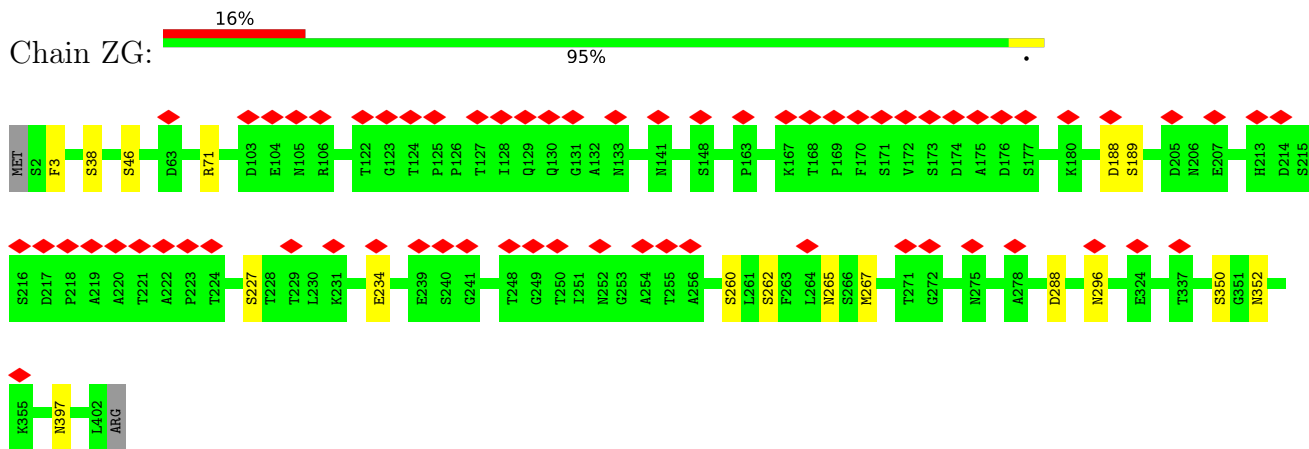 16%
Chain ZG:
95%
.
MET S2 F3 S38 S46 D63 R71 D103 E104 N105 R106 T122 G123 T124 P125 P126 T127 I128 Q129 Q130 G131 A132 N133 N141 S148 P163 K167 T168 P169 F170 S171 V172 S173 D174 A175 D176 S177 K180 D188 S189 D205 N206 E207 H213 D214 S215
S216 D217 P218 A219 A220 T221 A222 P223 T224 S227 T228 T229 L230 K231 E234 E239 S240 G241 T248 G249 T250 I251 N252 G253 A254 T255 A256 S260 L261 S262 F263 L264 N265 S266 M267 T271 G272 N275 A278 D288 N296 E324 T337 S350 G351 N352
K355 N397 L402 ARG